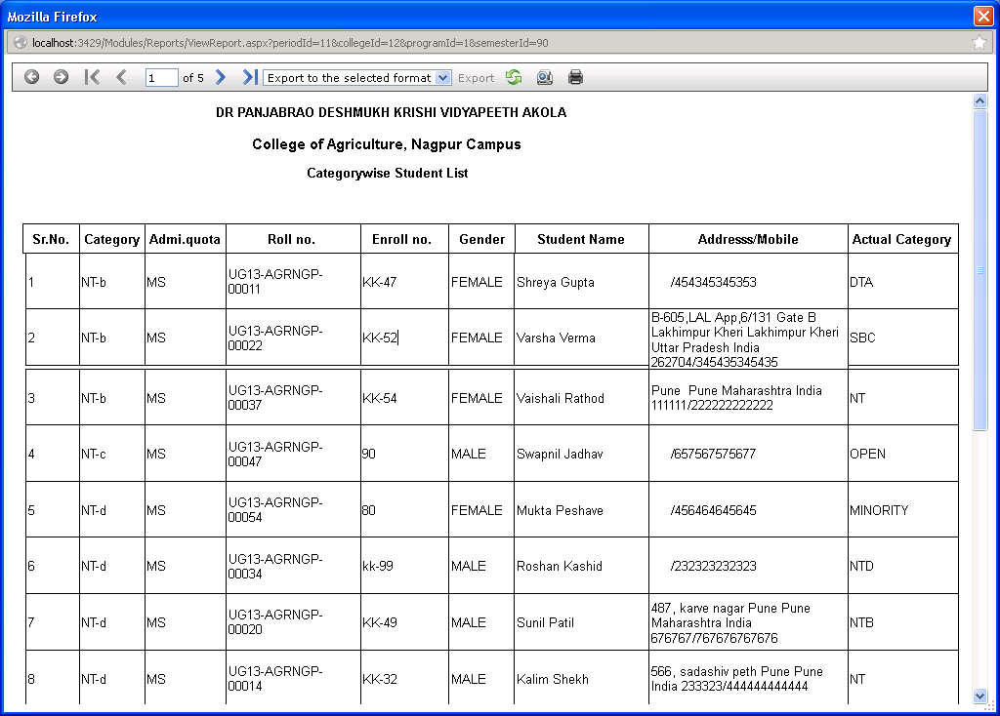 Mozilla Firefox
localhost:3429/Modules/Reports/ViewReport.aspx?periodId=11&collegeId=12&programId=1&semesterId=90
1 of 5 Export to the selected format Export
DR PANJABRAO DESHMUKH KRISHI VIDYAPEETH AKOLA
College of Agriculture, Nagpur Campus
Categorywise Student List
Sr.No. Category Admi.quota Roll no. Enroll no. Gender Student Name Addresss/Mobile Actual Category
1 NT-b MS UG13-AGRNGP-
00011 KK-47 FEMALE Shreya Gupta /454345345353 DTA
2 NT-b MS UG13-AGRNGP-
00022 KK-52 FEMALE Varsha Verma B-605,LAL App,6/131 Gate B
Lakhimpur Kheri Lakhimpur Kheri
Uttar Pradesh India
262704/345435345435 SBC
3 NT-b MS UG13-AGRNGP-
00037 KK-54 FEMALE Vaishali Rathod Pune  Pune Maharashtra India
111111/222222222222 NT
4 NT-c MS UG13-AGRNGP-
00047 90 MALE Swapnil Jadhav /657567575677 OPEN
5 NT-d MS UG13-AGRNGP-
00054 80 FEMALE Mukta Peshave /456464645645 MINORITY
6 NT-d MS UG13-AGRNGP-
00034 kk-99 MALE Roshan Kashid /232323232323 NTD
7 NT-d MS UG13-AGRNGP-
00020 KK-49 MALE Sunil Patil 487, karve nagar Pune Pune
Maharashtra India
676767/767676767676 NTB
8 NT-d MS UG13-AGRNGP-
00014 KK-32 MALE Kalim Shekh 566, sadashiv peth Pune Pune
India 233323/444444444444 NT